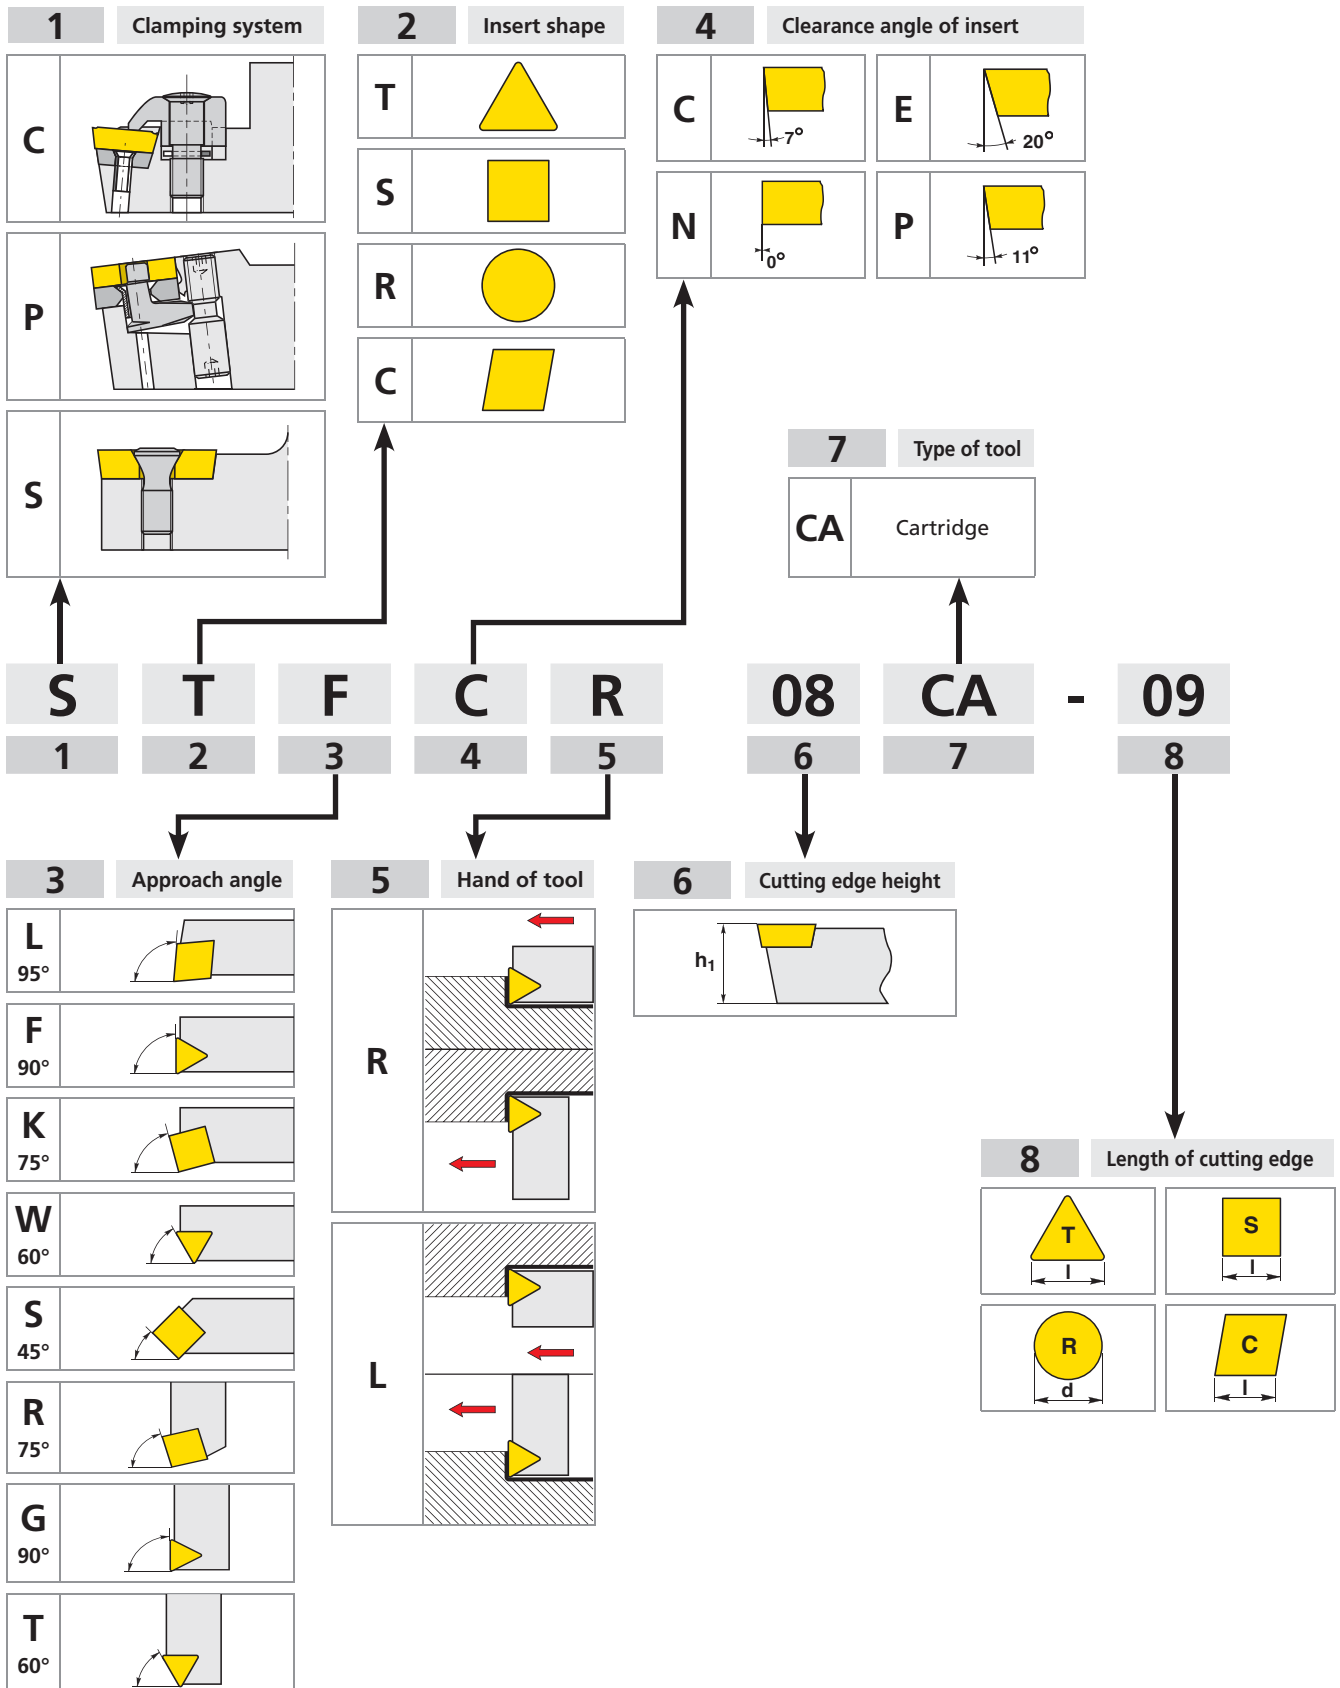 1 Clamping system
C
P
S
2 Insert shape
T
S
R
C
4 Clearance angle of insert
C 7° E 20°
N 0° P 11°
7 Type of tool
CA Cartridge
S T F C R 08 CA - 09
1 2 3 4 5 6 7 8
3 Approach angle
L
95°
F
90°
K
75°
W
60°
S
45°
R
75°
G
90°
T
60°
5 Hand of tool
R
L
6 Cutting edge height
h1
8 Length of cutting edge
T S
l l
R C
d l